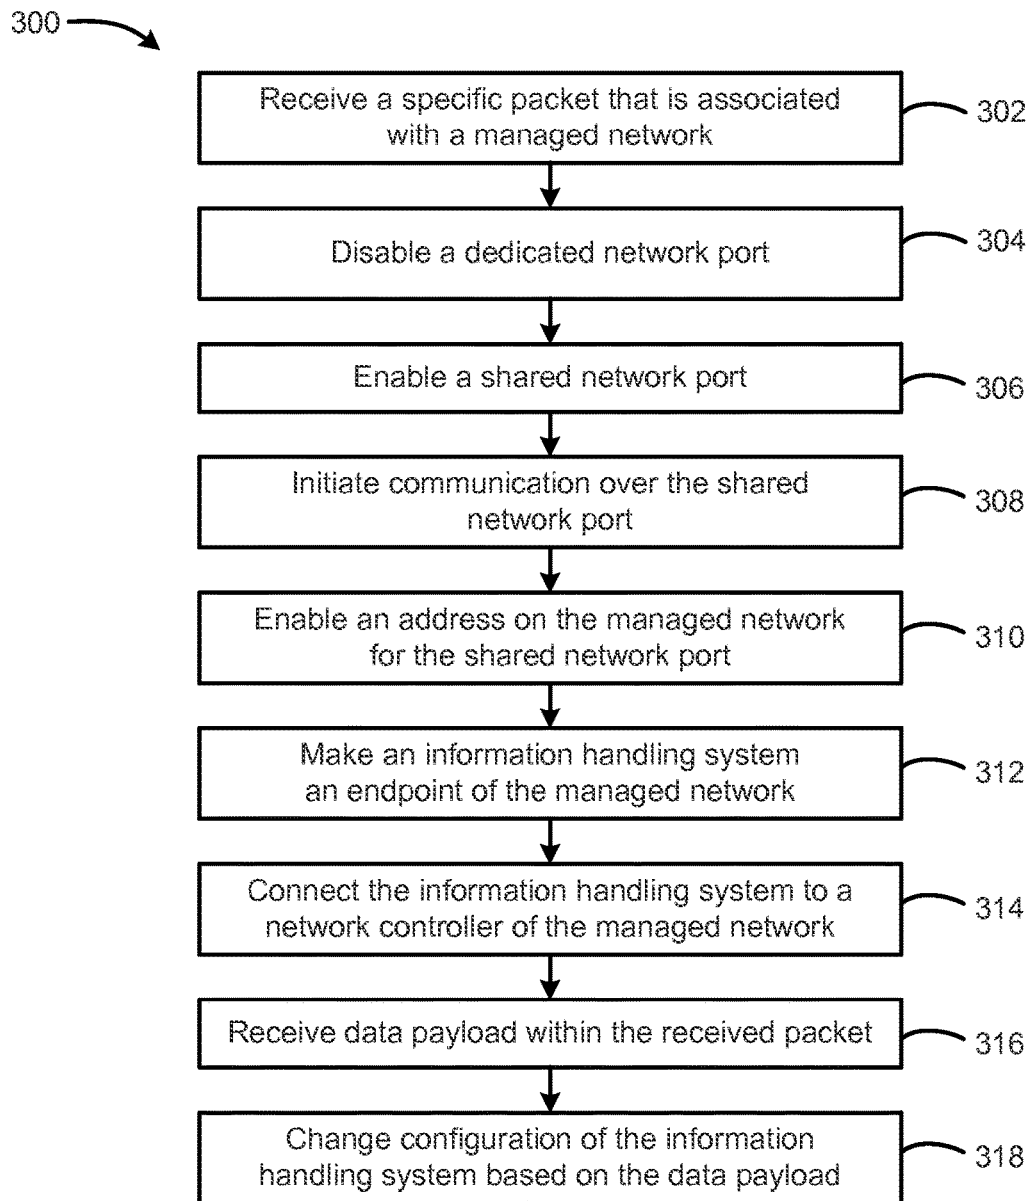 300
Receive a specific packet that is associated
with a managed network
302
Disable a dedicated network port
304
Enable a shared network port
306
Initiate communication over the shared
network port
308
Enable an address on the managed network
for the shared network port
310
Make an information handling system
an endpoint of the managed network
312
Connect the information handling system to a
network controller of the managed network
314
Receive data payload within the received packet
316
Change configuration of the information
handling system based on the data payload
318